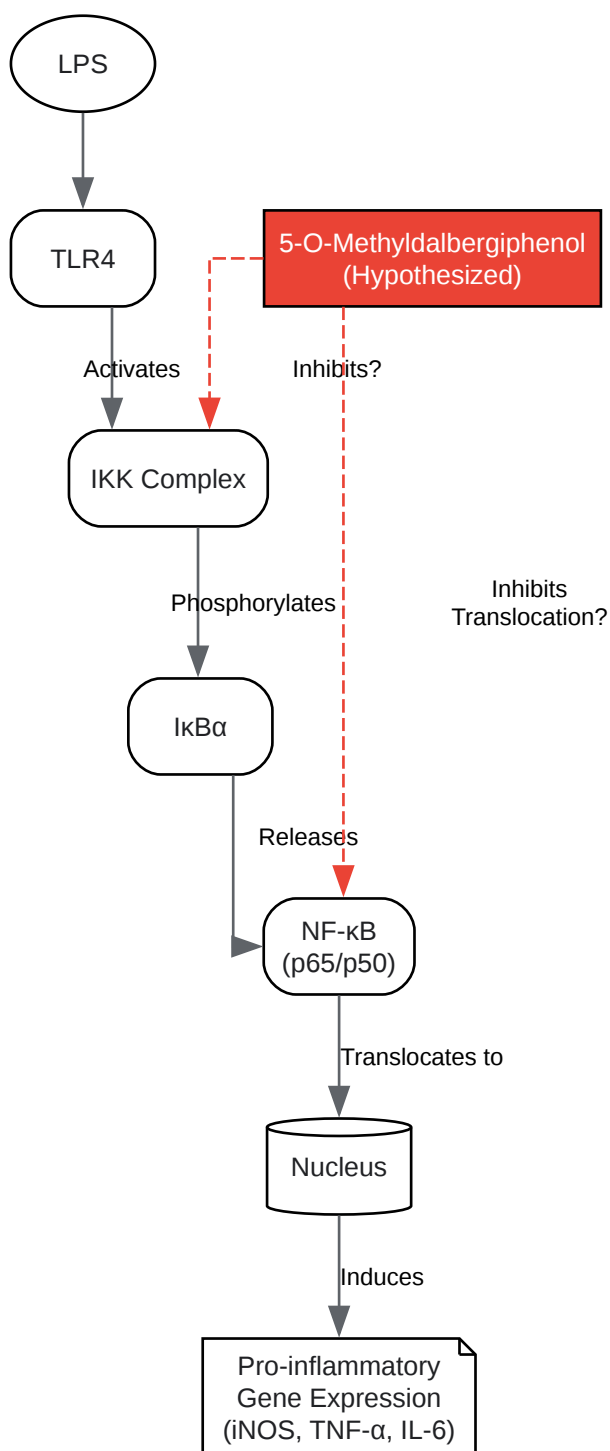 LPS
TLR4
5-O-Methyldalbergiphenol
(Hypothesized)
Activates
Inhibits?
IKK Complex
Phosphorylates
Inhibits
Translocation?
IκBα
Releases
NF-κB
(p65/p50)
Translocates to
Nucleus
Induces
Pro-inflammatory
Gene Expression
(iNOS, TNF-α, IL-6)